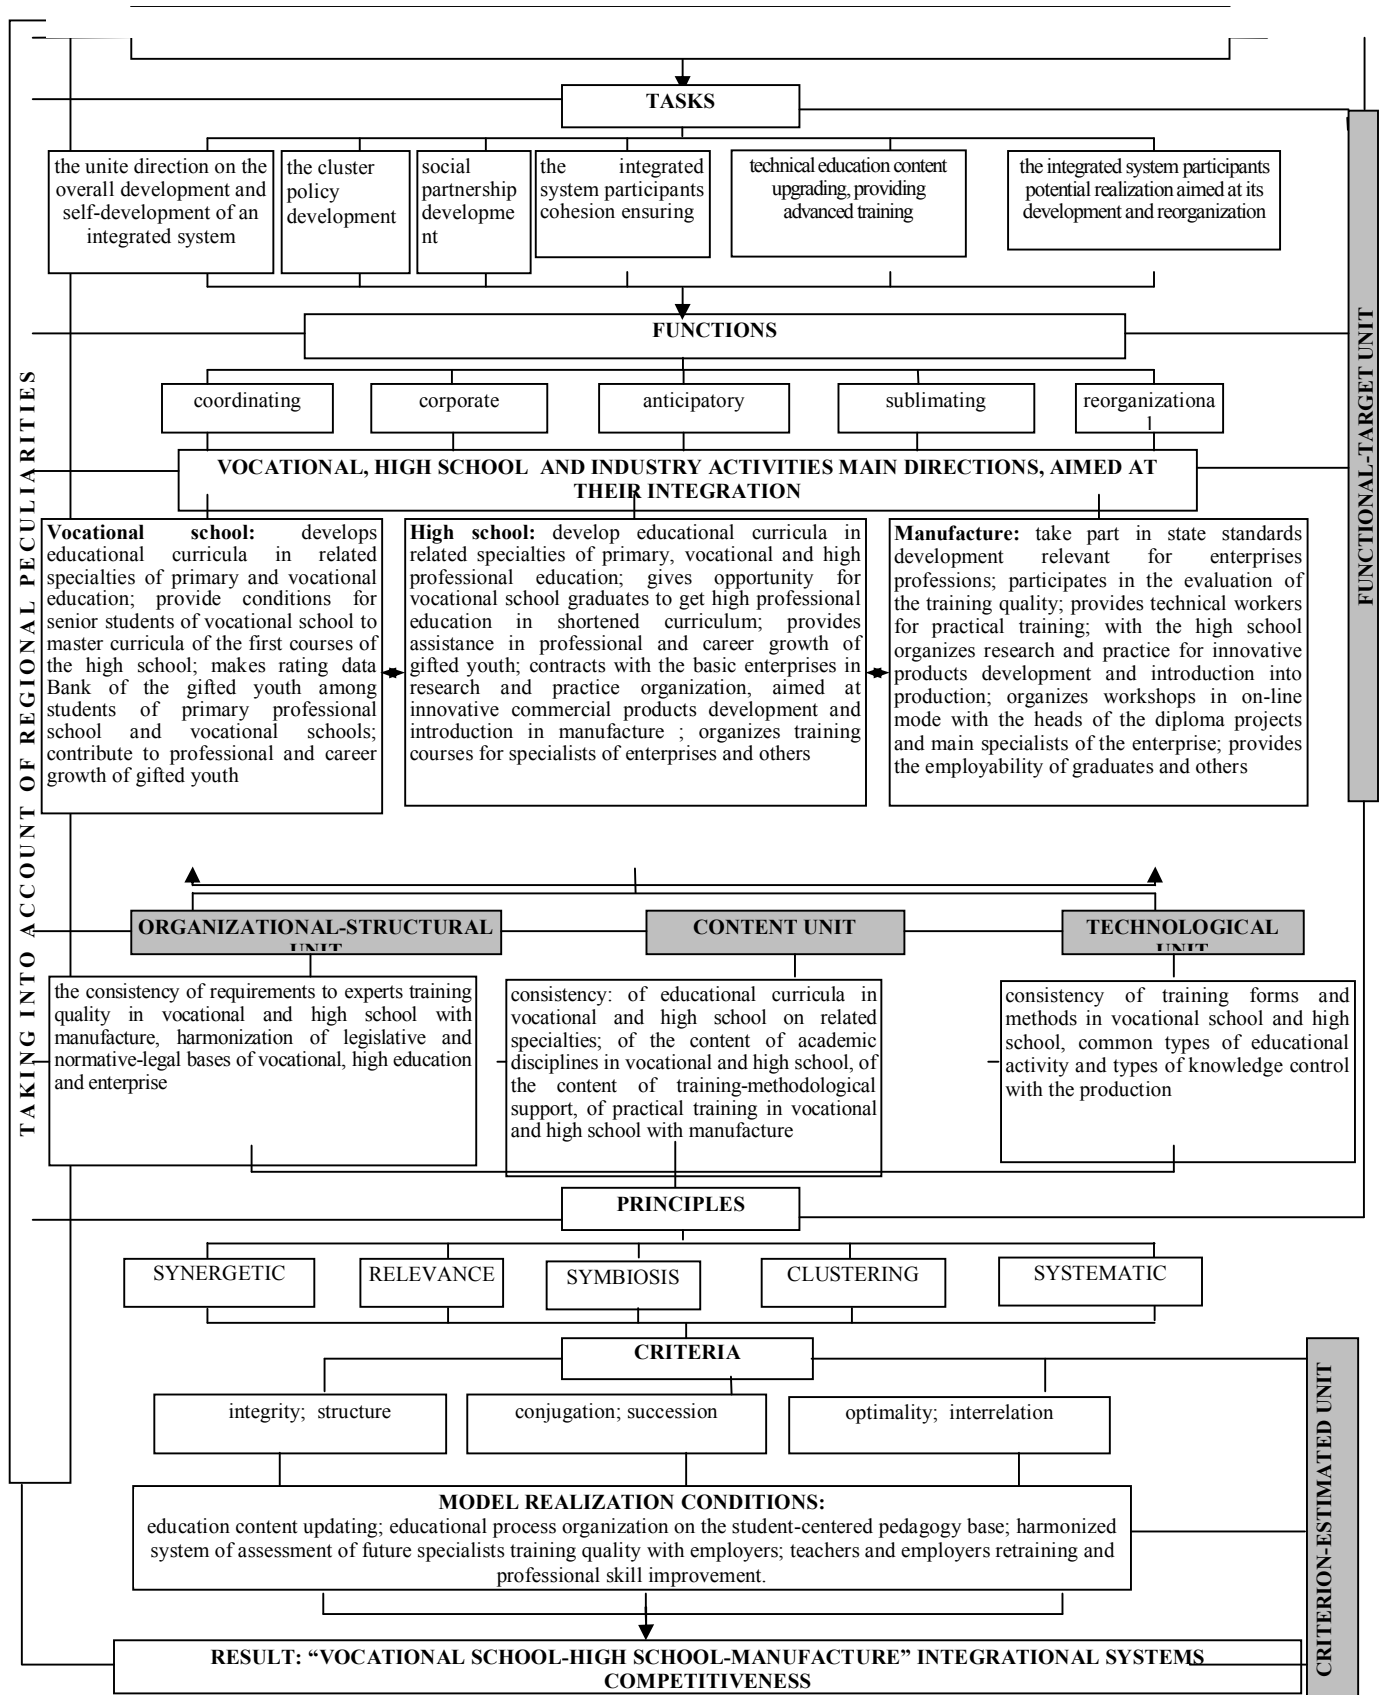 TASKS
the unite direction on the
overall development and
self-development of an
integrated system
the cluster
policy
development
social
partnership
developme
nt
the integrated
system participants
cohesion ensuring
technical education content
upgrading, providing
advanced training
the integrated system participants
potential realization aimed at its
development and reorganization
FUNCTIONS
coordinating
corporate
anticipatory
sublimating
reorganizationa
l
VOCATIONAL, HIGH SCHOOL AND INDUSTRY ACTIVITIES MAIN DIRECTIONS, AIMED AT
THEIR INTEGRATION
Vocational school: develops
educational curricula in related
specialties of primary and vocational
education; provide conditions for
senior students of vocational school to
master curricula of the first courses of
the high school; makes rating data
Bank of the gifted youth among
students of primary professional
school and vocational schools;
contribute to professional and career
growth of gifted youth
High school: develop educational curricula in
related specialties of primary, vocational and high
professional education; gives opportunity for
vocational school graduates to get high professional
education in shortened curriculum; provides
assistance in professional and career growth of
gifted youth; contracts with the basic enterprises in
research and practice organization, aimed at
innovative commercial products development and
introduction in manufacture ; organizes training
courses for specialists of enterprises and others
Manufacture: take part in state standards
development relevant for enterprises
professions; participates in the evaluation of
the training quality; provides technical workers
for practical training; with the high school
organizes research and practice for innovative
products development and introduction into
production; organizes workshops in on-line
mode with the heads of the diploma projects
and main specialists of the enterprise; provides
the employability of graduates and others
FUNCTIONAL-TARGET UNIT
TAKING INTO ACCOUNT OF REGIONAL PECULIARITIES
ORGANIZATIONAL-STRUCTURAL
UNIT
CONTENT UNIT
TECHNOLOGICAL
UNIT
the consistency of requirements to experts training
quality in vocational and high school with
manufacture, harmonization of legislative and
normative-legal bases of vocational, high education
and enterprise
consistency: of educational curricula in
vocational and high school on related
specialties; of the content of academic
disciplines in vocational and high school, of
the content of training-methodological
support, of practical training in vocational
and high school with manufacture
consistency of training forms and
methods in vocational school and high
school, common types of educational
activity and types of knowledge control
with the production
PRINCIPLES
SYNERGETIC
RELEVANCE
SYMBIOSIS
CLUSTERING
SYSTEMATIC
CRITERIA
integrity; structure
conjugation; succession
optimality; interrelation
MODEL REALIZATION CONDITIONS:
education content updating; educational process organization on the student-centered pedagogy base; harmonized
system of assessment of future specialists training quality with employers; teachers and employers retraining and
professional skill improvement.
CRITERION-ESTIMATED UNIT
RESULT: “VOCATIONAL SCHOOL-HIGH SCHOOL-MANUFACTURE” INTEGRATIONAL SYSTEMS
COMPETITIVENESS